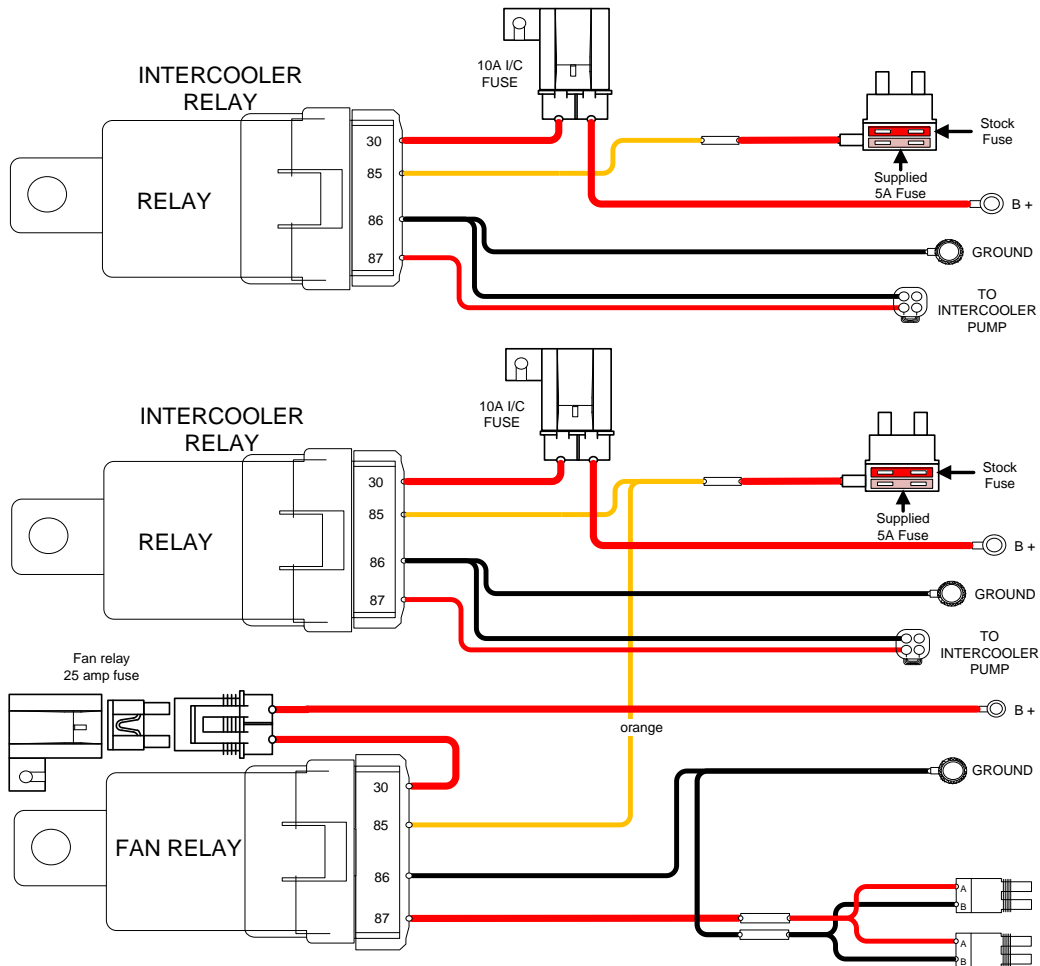 INTERCOOLER
RELAY
10A I/C
FUSE
Stock
Fuse
Supplied
5A Fuse
RELAY
30
85
86
87
B +
GROUND
TO
INTERCOOLER
PUMP
INTERCOOLER
RELAY
10A I/C
FUSE
Stock
Fuse
Supplied
5A Fuse
RELAY
30
85
86
87
B +
GROUND
TO
INTERCOOLER
PUMP
Fan relay
25 amp fuse
B +
orange
GROUND
FAN RELAY
30
85
86
87
A
B
A
B